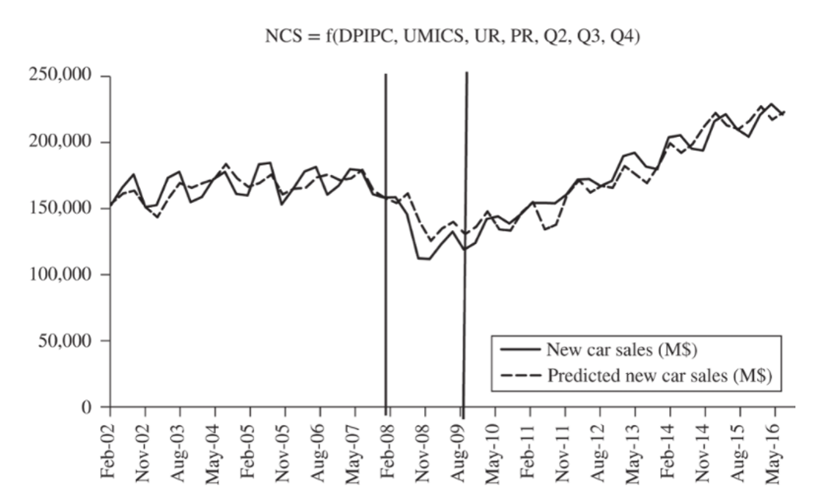 NCS = f(DPIPC, UMICS, UR, PR, Q2, Q3, Q4)
250,000
200,000
150,000
100,000
50,000
0
New car sales (M$)
Predicted new car sales (M$)
Feb-02
Nov-02
Aug-03
May-04
Feb-05
Nov-05
Aug-06
May-07
Feb-08
Nov-08
Aug-09
May-10
Feb-11
Nov-11
Aug-12
May-13
Feb-14
Nov-14
Aug-15
May-16